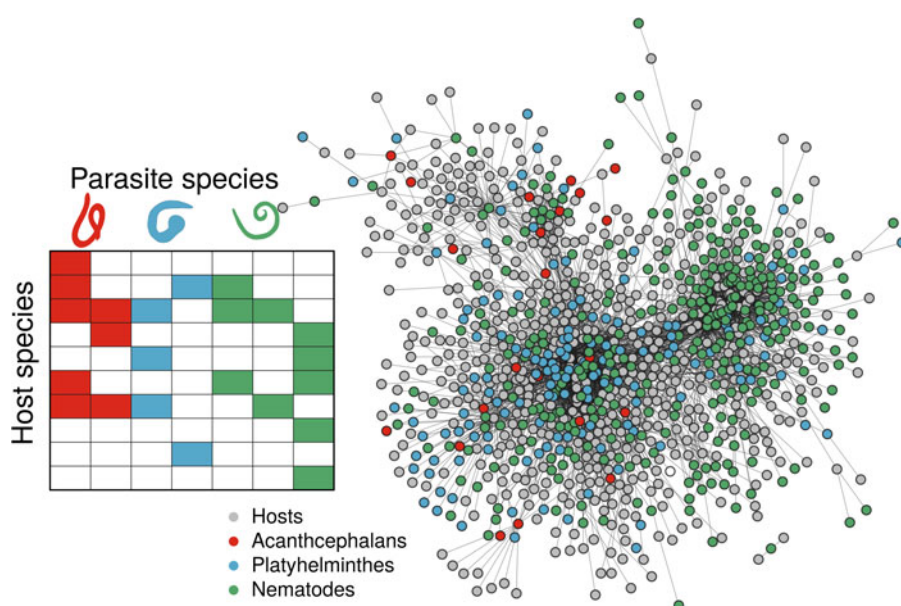 Parasite species
Host species
Hosts
Acanthcephalans
Platyhelminthes
Nematodes